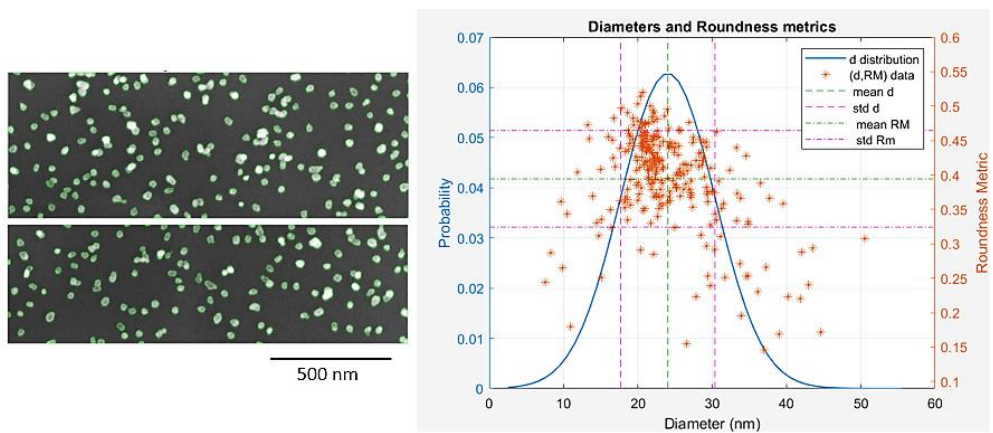 500 nm
Diameters and Roundness metrics
d distribution
(d,RM) data
mean d
std d
mean RM
std Rm
Probability
0.07
0.06
0.05
0.04
0.03
0.02
0.01
0
Roundness Metric
0.6
0.55
0.5
0.45
0.4
0.35
0.3
0.25
0.2
0.15
0.1
0 10 20 30 40 50 60
Diameter (nm)